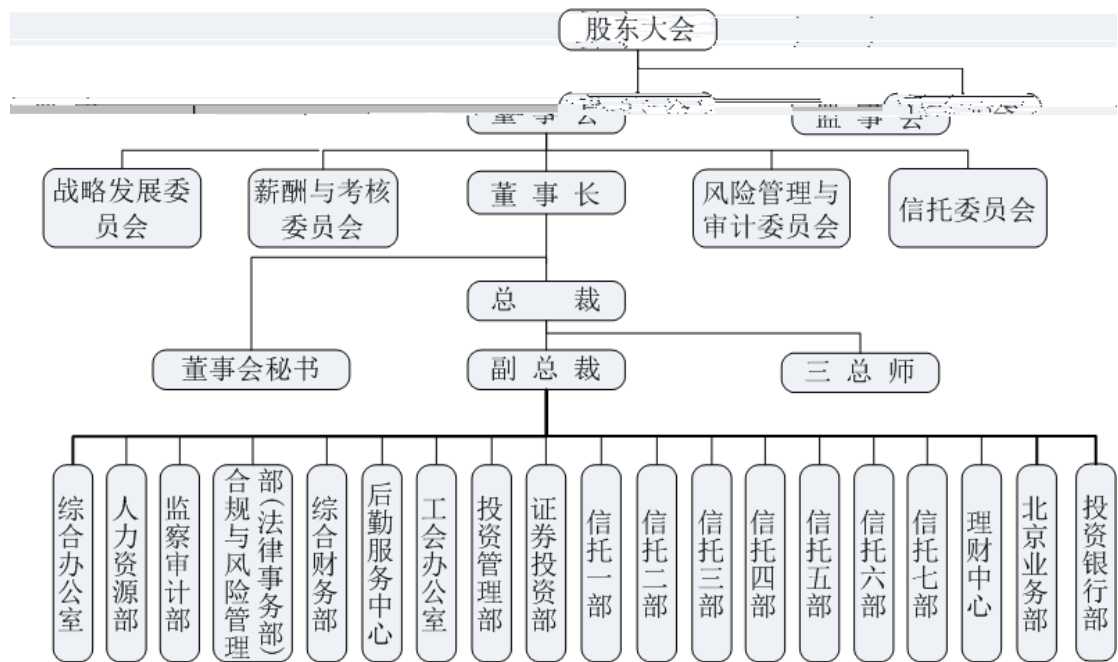 股东大会
董 事 会
监 事 会
战略发展委
员会
薪酬与考核
委员会
董 事 长
风险管理与
审计委员会
信托委员会
总 裁
董事会秘书
副 总 裁
三 总 师
综合办公室
人力资源部
监察审计部
合规与风险管理
部(法律事务部)
综合财务部
后勤服务中心
工会办公室
投资管理部
证券投资部
信托一部
信托二部
信托三部
信托四部
信托五部
信托六部
信托七部
理财中心
北京业务部
投资银行部